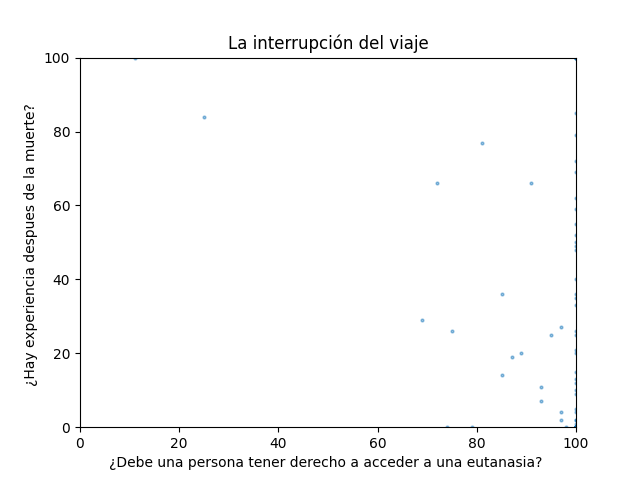 La interrupción del viaje
100
80
60
40
20
0
¿Hay experiencia despues de la muerte?
0 20 40 60 80 100
¿Debe una persona tener derecho a acceder a una eutanasia?